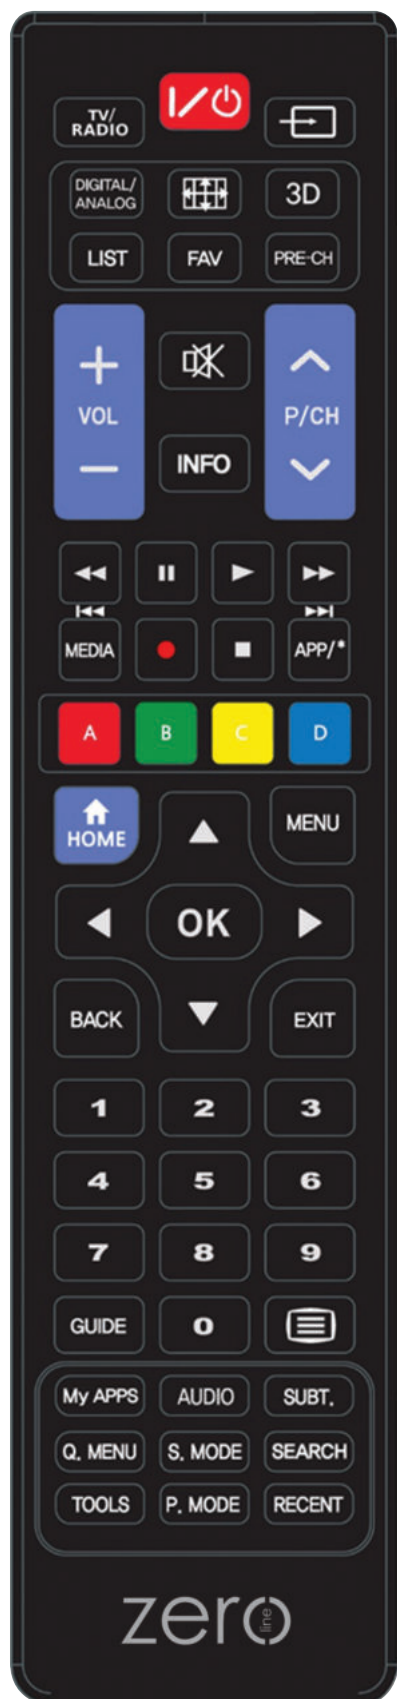 TV/
RADIO
DIGITAL/
ANALOG
3D
LIST
FAV
PRE-CH
+
VOL
−
P/CH
INFO
MEDIA
APP/*
A
B
C
D
HOME
MENU
OK
BACK
EXIT
1
2
3
4
5
6
7
8
9
GUIDE
0
My APPS
AUDIO
SUBT.
Q. MENU
S. MODE
SEARCH
TOOLS
P. MODE
RECENT
zero
line